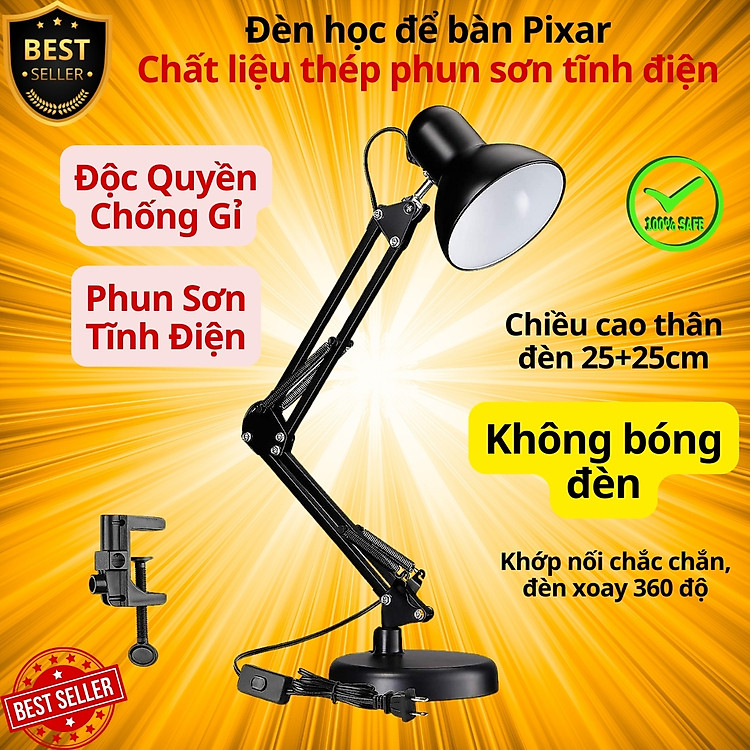 BEST
SELLER
Đèn học để bàn Pixar
Chất liệu thép phun sơn tĩnh điện
Độc Quyền
Chống Gỉ
100% SAFE
Phun Sơn
Tĩnh Điện
Chiều cao thân
đèn 25+25cm
Không bóng
đèn
Khớp nối chắc chắn,
đèn xoay 360 độ
BEST SELLER